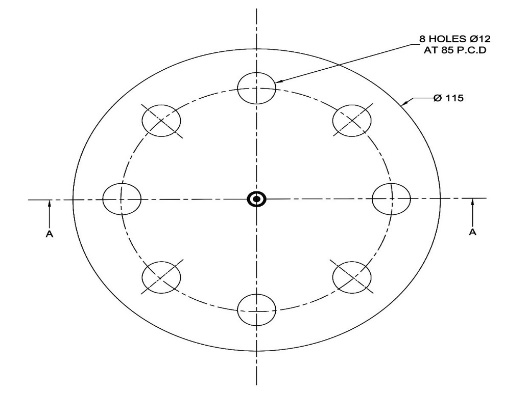 8 HOLES Ø12
AT 85 P.C.D
Ø 115
A
A